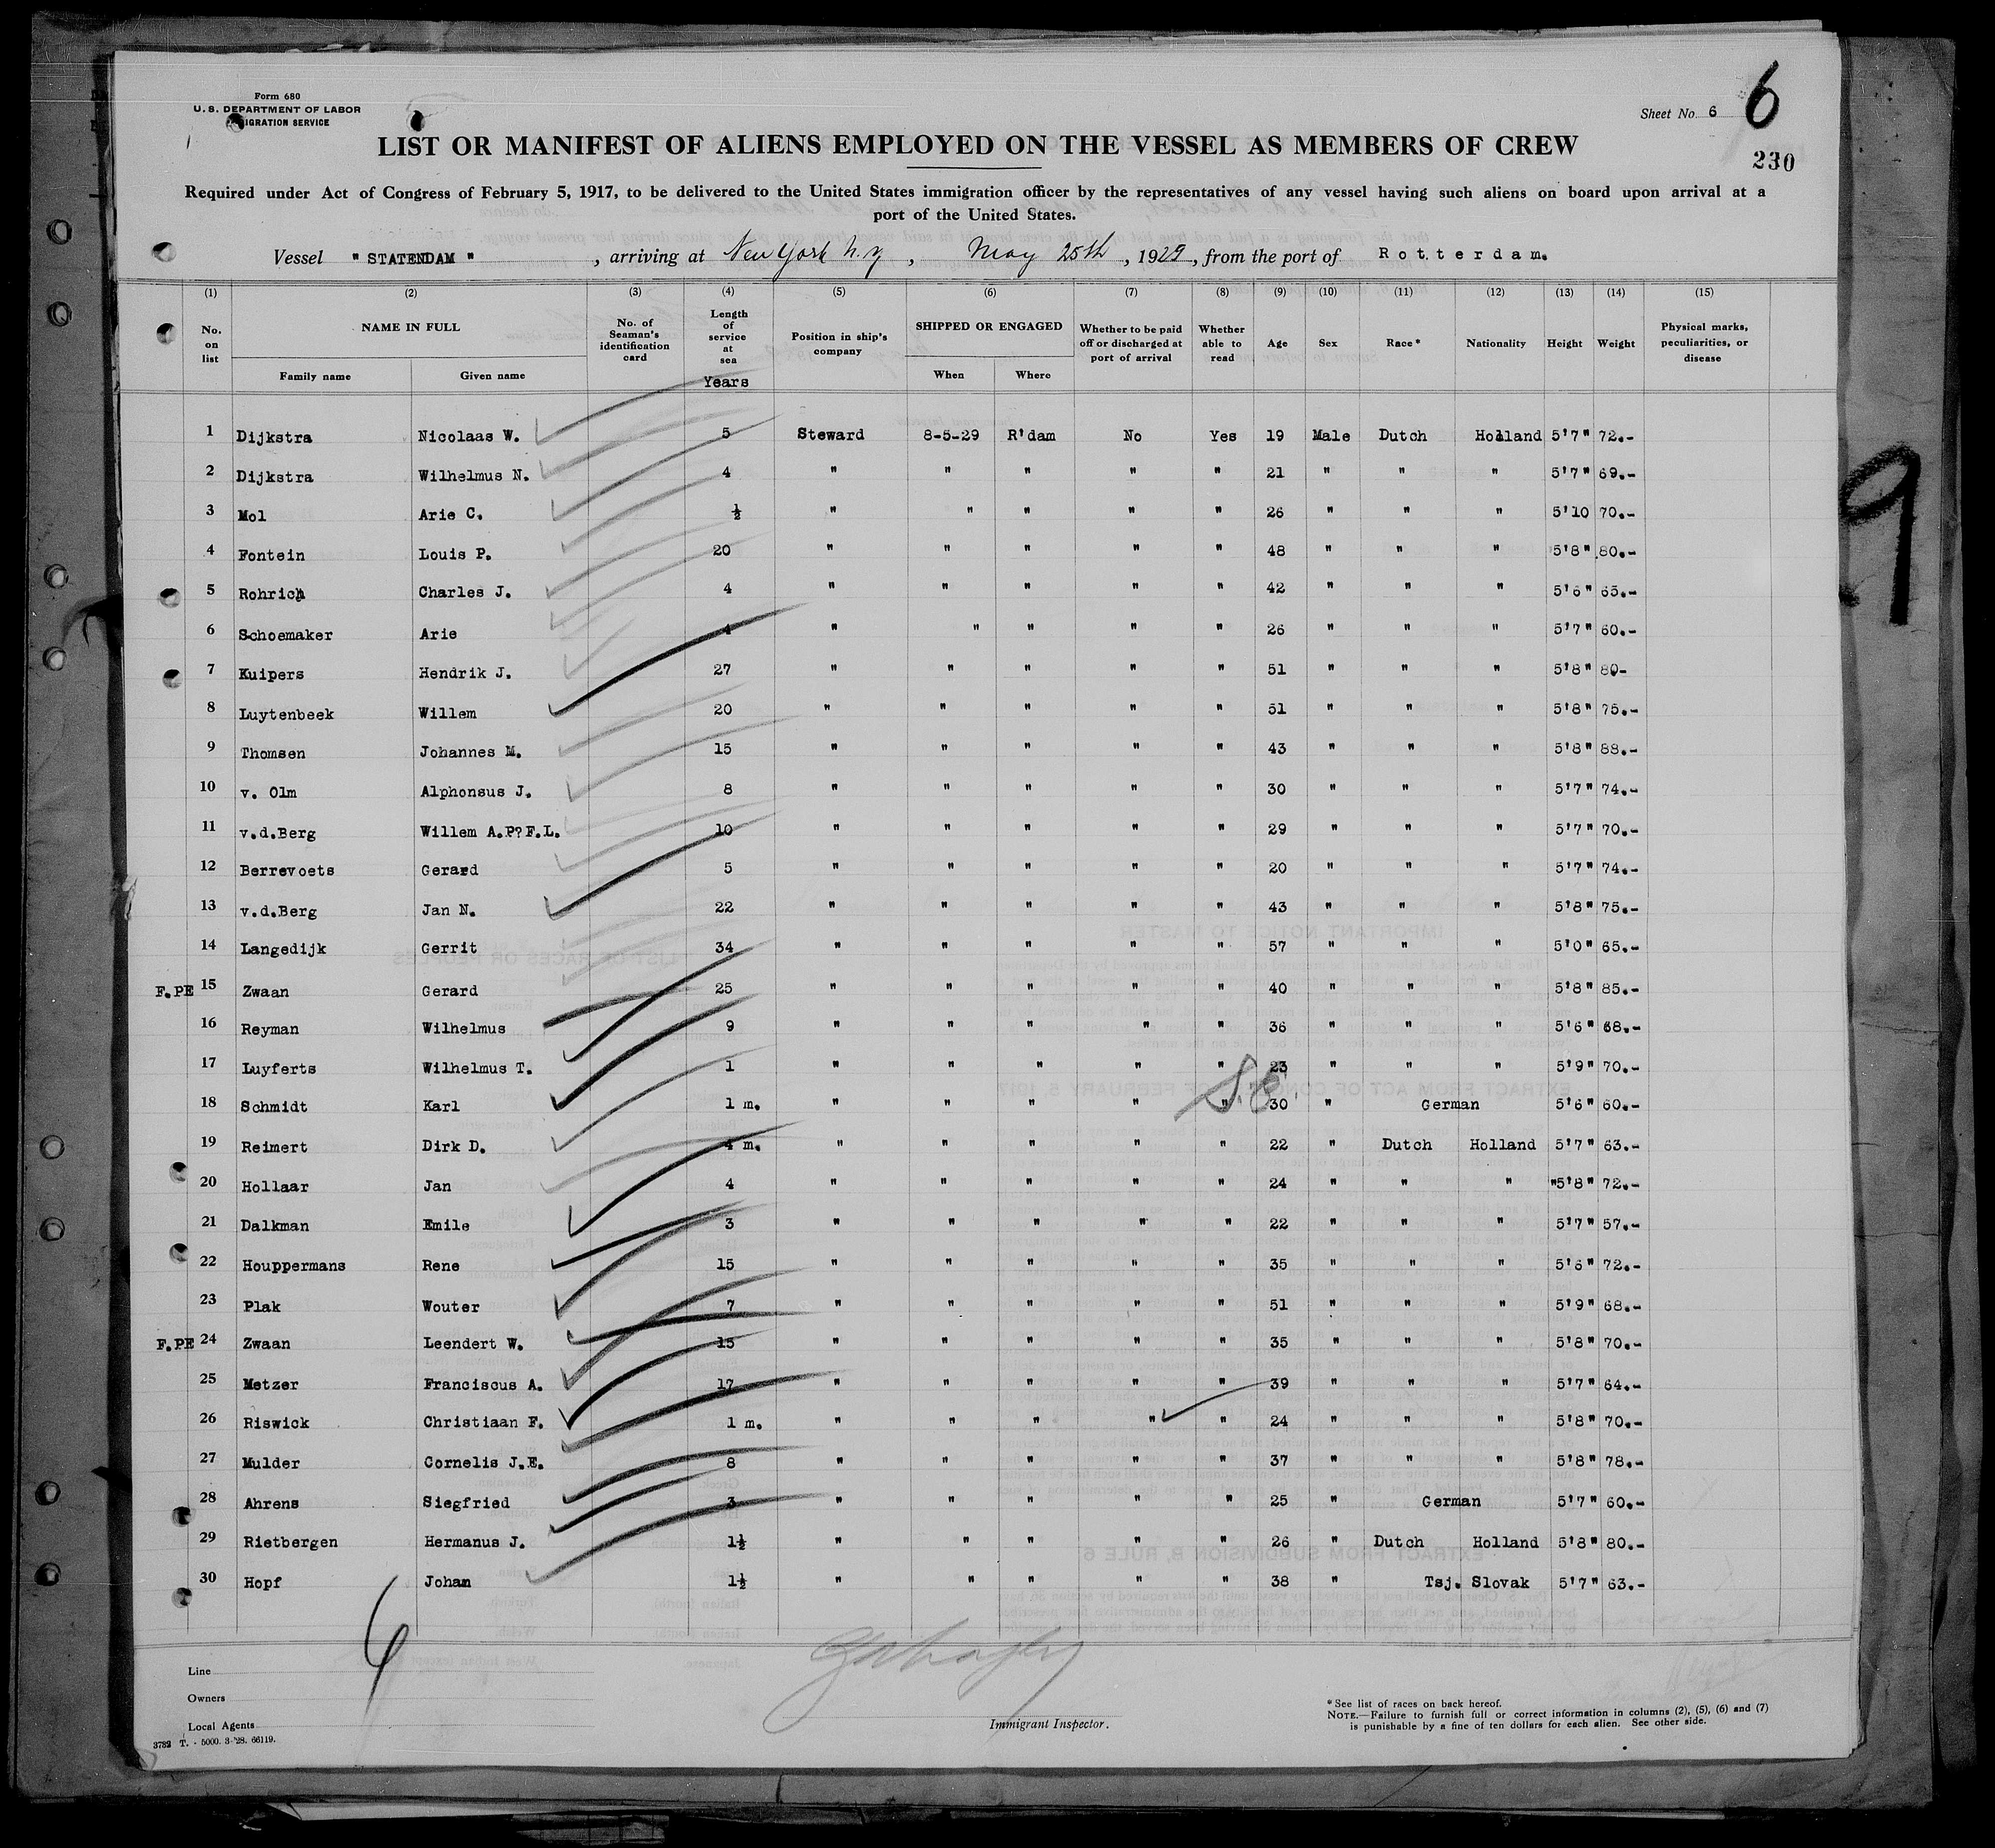 Form 680
U. S. DEPARTMENT OF LABOR
IGRATION SERVICE
Sheet No. 6
6
230
LIST OR MANIFEST OF ALIENS EMPLOYED ON THE VESSEL AS MEMBERS OF CREW
Required under Act of Congress of February 5, 1917, to be delivered to the United States immigration officer by the representatives of any vessel having such aliens on board upon arrival at a
port of the United States.
Vessel " STATENDAM " , arriving at New York N.Y , May 25th , 1929, from the port of Rotterdam.
(1) (2) (3) (4) (5) (6) (7) (8) (9) (10) (11) (12) (13) (14) (15)
No. on list NAME IN FULL Family name Given name No. of Seaman's identification card Length of service at sea Years Position in ship's company SHIPPED OR ENGAGED When Where Whether to be paid off or discharged at port of arrival Whether able to read Age Sex Race* Nationality Height Weight Physical marks, peculiarities, or disease
1 Dijkstra Nicolaas W. 5 Steward 8-5-29 R'dam No Yes 19 Male Dutch Holland 5'7" 72.-
2 Dijkstra Wilhelmus N. 4 " " " " " 21 " " " 5'7" 69.-
3 Mol Arie C. ½ " " " " " 26 " " " 5'10 70.-
4 Fontein Louis P. 20 " " " " " 48 " " " 5'8" 80.-
5 Rohrich Charles J. 4 " " " " " 42 " " " 5'6" 65.-
6 Schoemaker Arie 4 " " " " " 26 " " " 5'7" 60.-
7 Kuipers Hendrik J. 27 " " " " " 51 " " " 5'8" 80-
8 Luytenbeek Willem 20 " " " " " 51 " " " 5'8" 75.-
9 Thomsen Johannes M. 15 " " " " " 43 " " " 5'8" 88.-
10 v. Olm Alphonsus J. 8 " " " " " 30 " " " 5'7" 74.-
11 v.d.Berg Willem A.P?F.L. 10 " " " " " 29 " " " 5'7" 70.-
12 Berrevoets Gerard 5 " " " " " 20 " " " 5'7" 74.-
13 v.d.Berg Jan N. 22 " " " " " 43 " " " 5'8" 75.-
14 Langedijk Gerrit 34 " " " " " 57 " " " 5'0" 65.-
F.PE 15 Zwaan Gerard 25 " " " " " 40 " " " 5'8" 85.-
16 Reyman Wilhelmus 9 " " " " " 36 " " " 5'6" 68.-
17 Luyferts Wilhelmus T. 1 " " " " " 23 " " " 5'9" 70.-
18 Schmidt Karl 1 m. " " " " " 30 " German 5'6" 60.-
19 Reimert Dirk D. 4 m. " " " " " 22 " Dutch Holland 5'7" 63.-
20 Hollaar Jan 4 " " " " " 24 " " " "5'8" 72.-
21 Dalkman Emile 3 " " " " " 22 " " " 5'7" 57.-
22 Houppermans Rene 15 " " " " " 35 " " " 5'6" 72.-
23 Plak Wouter 7 " " " " " 51 " " " 5'9" 68.-
F.PE 24 Zwaan Leendert W. 15 " " " " " 35 " " " 5'8" 70.-
25 Metzer Franciscus A. 17 " " " " " 39 " " " 5'7" 64.-
26 Riswick Christiaan F. 1 m. " " " " " 24 " " " 5'8" 70.-
27 Mulder Cornelis J.E. 8 " " " " " 37 " " " 5'8" 78.-
28 Ahrens Siegfried 3 " " " " " 25 " German 5'7" 60.-
29 Rietbergen Hermanus J. 1½ " " " " " 26 " Dutch Holland 5'8" 80.-
30 Hopf Johan 1½ " " " " " 38 " Tsj. Slovak 5'7" 63.-
9
6
Line
Owners
Local Agents
Immigrant Inspector.
3782 T. - 5000. 3-'28. 66119.
* See list of races on back hereof.
NOTE.—Failure to furnish full or correct information in columns (2), (5), (6) and (7)
is punishable by a fine of ten dollars for each alien. See other side.